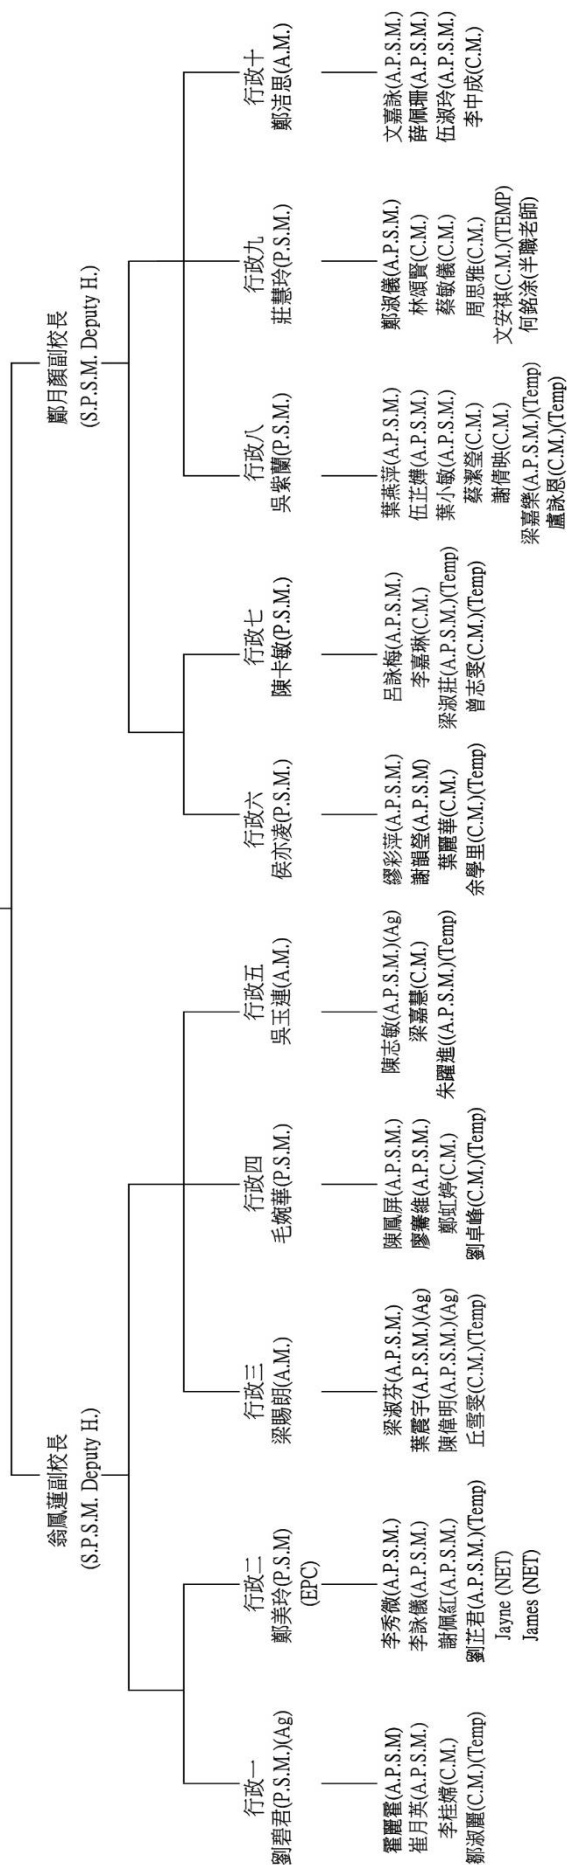 翁鳳蓮副校長
(S.P.S.M. Deputy H.)
鄺月顏副校長
(S.P.S.M. Deputy H.)
行政一
劉碧君(P.S.M.)(Ag)
行政二
鄭美玲(P.S.M)
(EPC)
行政三
梁賜朗(A.M.)
行政四
毛婉華(P.S.M.)
行政五
吳玉連(A.M.)
行政六
侯亦凌(P.S.M.)
行政七
陳卡敏(P.S.M.)
行政八
吳紫蘭(P.S.M.)
行政九
莊慧玲(P.S.M.)
行政十
鄭洁思(A.M.)
霍麗霍(A.P.S.M)
崔月英(A.P.S.M.)
李桂嫦(C.M.)
鄒淑麗(C.M.)(Temp)
李秀微(A.P.S.M.)
李詠儀(A.P.S.M.)
謝佩紅(A.P.S.M.)
劉芷君(A.P.S.M.)(Temp)
Jayne (NET)
James (NET)
梁淑芬(A.P.S.M.)
葉震宇(A.P.S.M.)(Ag)
陳偉明(A.P.S.M.)(Ag)
丘雪雯(C.M.)(Temp)
陳鳳屏(A.P.S.M.)
廖騫維(A.P.S.M.)
鄭虹婷(C.M.)
劉卓峰(C.M.)(Temp)
陳志敏(A.P.S.M.)(Ag)
梁嘉慧(C.M.)
朱躍進((A.P.S.M.)(Temp)
繆彩萍(A.P.S.M.)
謝韻瑩(A.P.S.M)
葉麗華(C.M.)
余學里(C.M.)(Temp)
呂詠梅(A.P.S.M.)
李嘉琳(C.M.)
梁淑莊(A.P.S.M.)(Temp)
曾志雯(C.M.)(Temp)
葉燕萍(A.P.S.M.)
伍芷嬅(A.P.S.M.)
葉小敏(A.P.S.M.)
蔡潔瑩(C.M.)
謝倩映(C.M.)
梁嘉樂(A.P.S.M.)(Temp)
盧詠恩(C.M.)(Temp)
鄭淑儀(A.P.S.M.)
林頌賢(C.M.)
蔡敏儀(C.M.)
周思雅(C.M.)
文安祺(C.M.)(TEMP)
何銘涂(半職老師)
文嘉詠(A.P.S.M.)
薛佩珊(A.P.S.M.)
伍淑玲(A.P.S.M.)
李中成(C.M.)